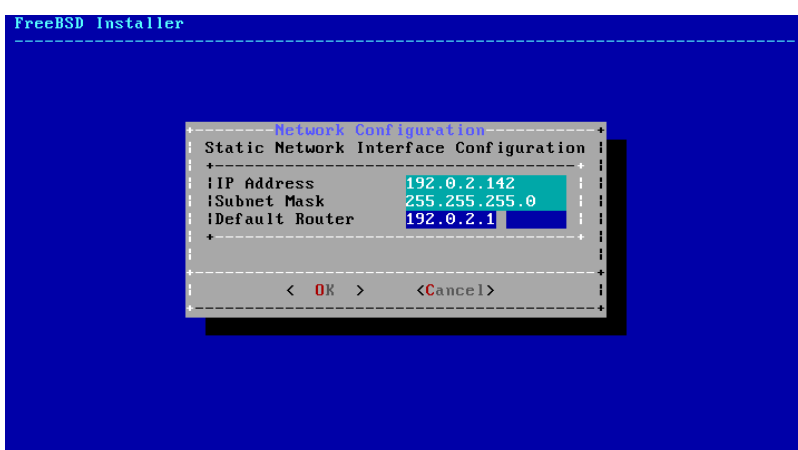 FreeBSD Installer
Network Configuration
Static Network Interface Configuration
IP Address 192.0.2.142
Subnet Mask 255.255.255.0
Default Router 192.0.2.1
< OK > <Cancel>